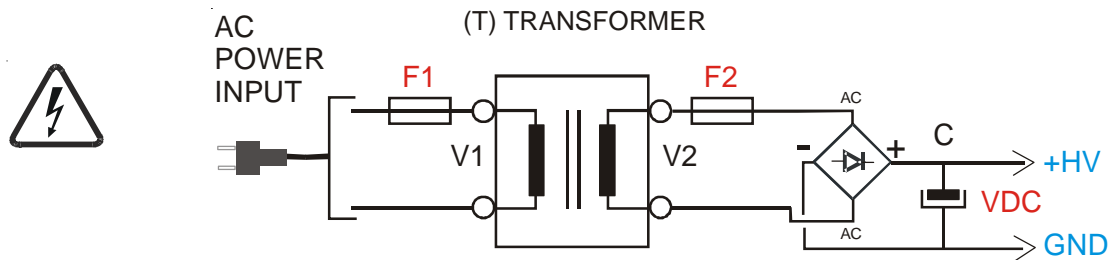 (T) TRANSFORMER
AC
POWER
INPUT
F1
F2
V1
V2
AC
-
+
C
+HV
VDC
AC
GND